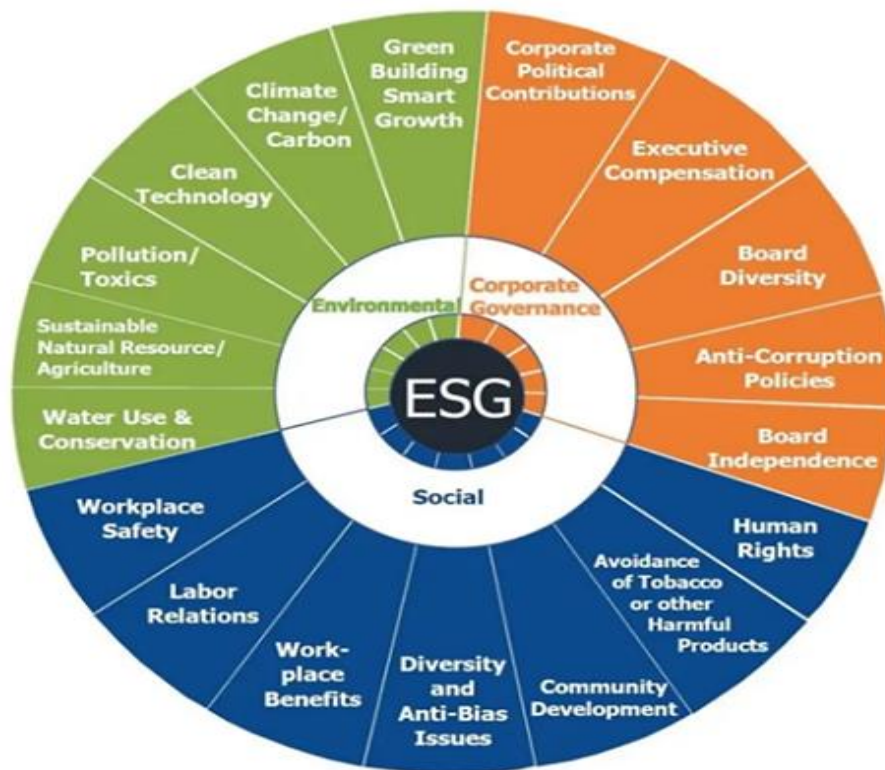 Green
Building
Smart
Growth
Corporate
Political
Contributions
Executive
Compensation
Board
Diversity
Anti-Corruption
Policies
Board
Independence
Human
Rights
Avoidance
of Tobacco
or other
Harmful
Products
Community
Development
Diversity
and
Anti-Bias
Issues
Work-
place
Benefits
Labor
Relations
Workplace
Safety
Water Use &
Conservation
Sustainable
Natural Resource/
Agriculture
Pollution/
Toxics
Clean
Technology
Climate
Change/
Carbon
Environmental
Corporate
Governance
Social
ESG